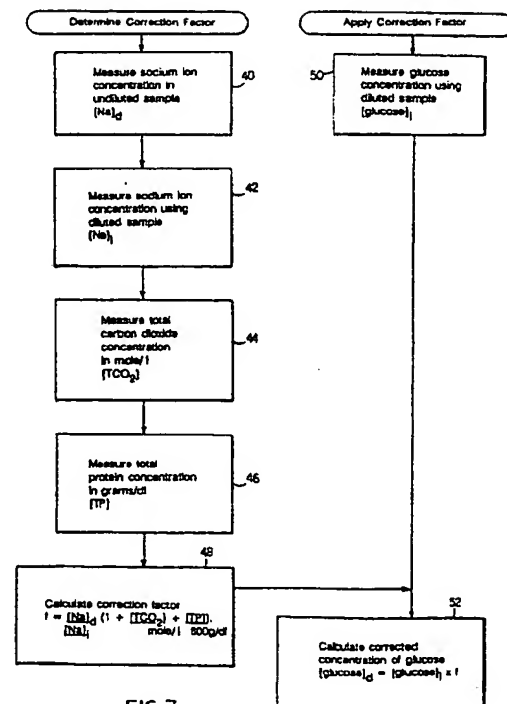 Determine Correction Factor
Measure sodium ion
concentration in
undiluted sample
[Na]d
40
Measure sodium ion
concentration using
diluted sample
[Na]i
42
Measure total
carbon dioxide
concentration
in mole/l
[TCO2]
44
Measure total
protein concentration
in grams/dl
[TP]
46
48
Calculate correction factor
f = [Na]d (1 + [TCO2] + [TP]).
[Na]i mole/l 600g/dl
Apply Correction Factor
50
Measure glucose
concentration using
diluted sample
[glucose]i
52
Calculate corrected
concentration of glucose
[glucose]d = [glucose]i x f
FIG 7